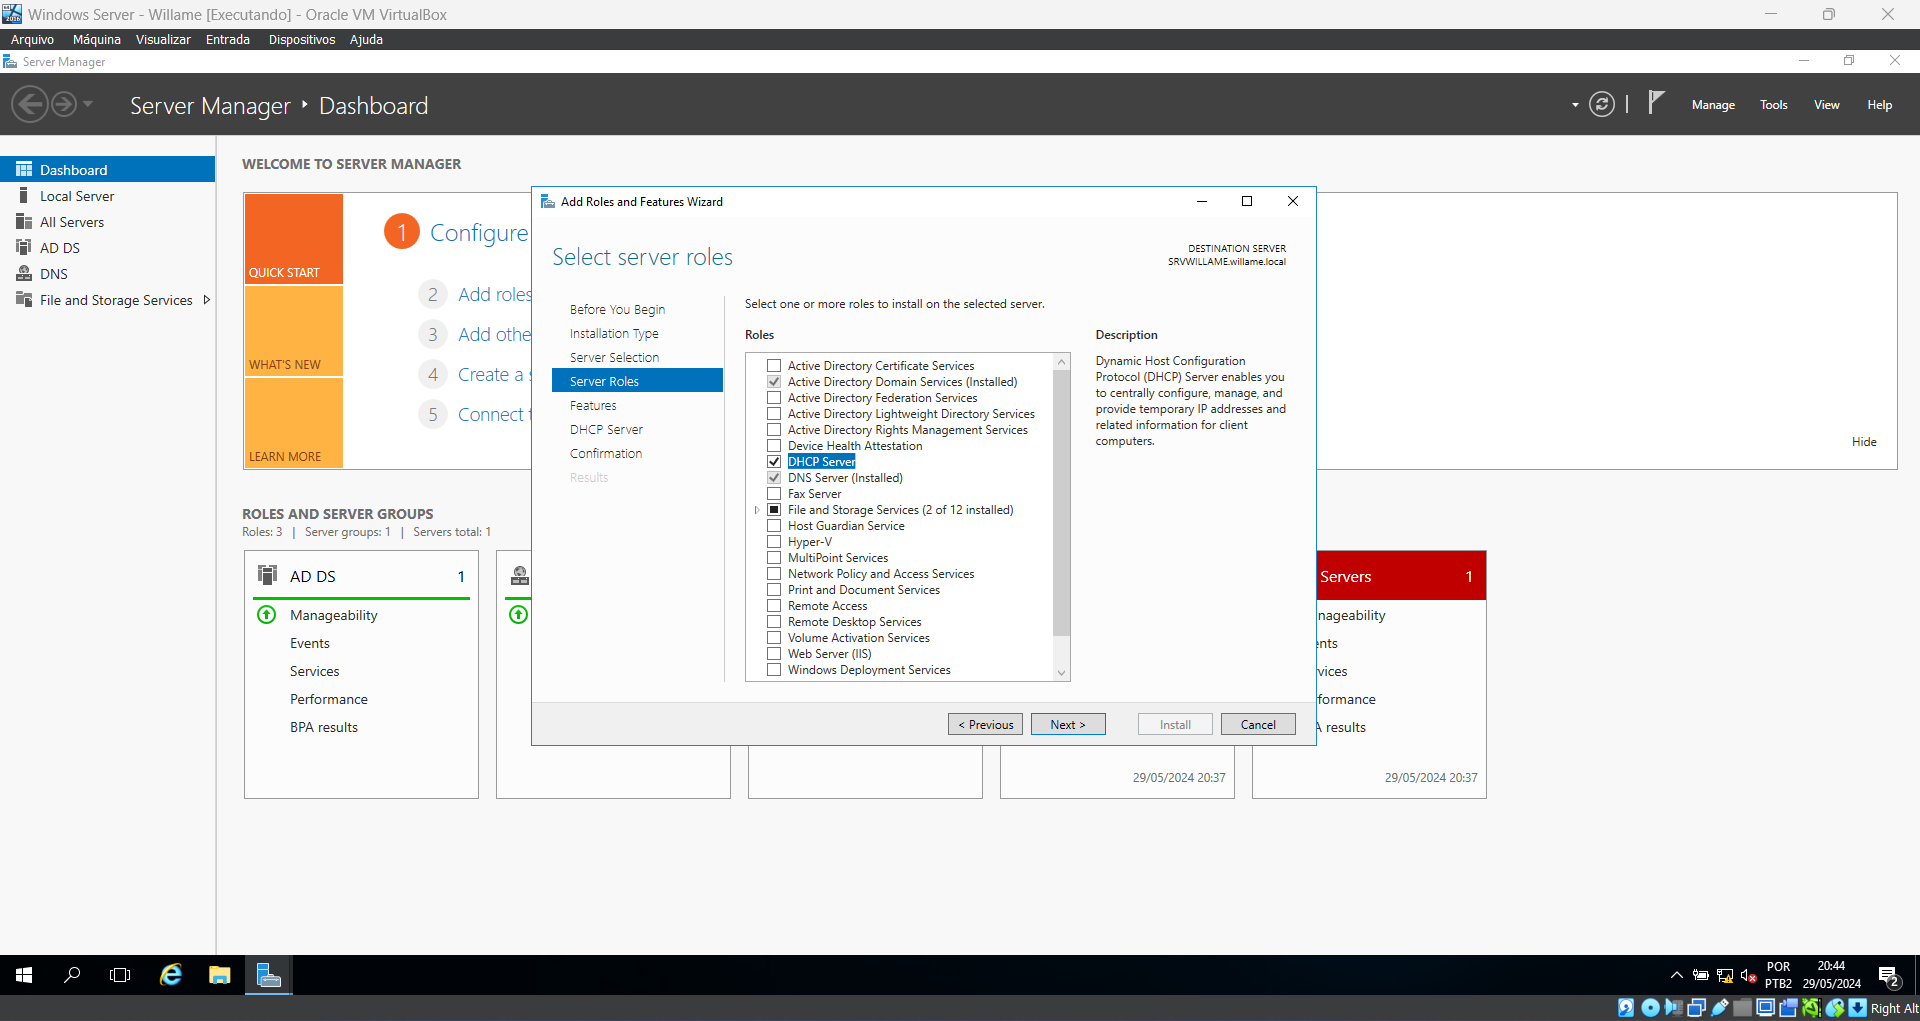 Windows Server - Willame [Executando] - Oracle VM VirtualBox
Arquivo Máquina Visualizar Entrada Dispositivos Ajuda
Server Manager
Server Manager ‣ Dashboard
Manage Tools View Help
Dashboard
Local Server
All Servers
AD DS
DNS
File and Storage Services
WELCOME TO SERVER MANAGER
QUICK START
WHAT'S NEW
LEARN MORE
1 Configure
2 Add roles
3 Add othe
4 Create a s
5 Connect t
Hide
ROLES AND SERVER GROUPS
Roles: 3 | Server groups: 1 | Servers total: 1
AD DS 1
Manageability
Events
Services
Performance
BPA results
Add Roles and Features Wizard
Select server roles
DESTINATION SERVER
SRVWILLAME.willame.local
Before You Begin
Installation Type
Server Selection
Server Roles
Features
DHCP Server
Confirmation
Results
Select one or more roles to install on the selected server.
Roles
Active Directory Certificate Services
Active Directory Domain Services (Installed)
Active Directory Federation Services
Active Directory Lightweight Directory Services
Active Directory Rights Management Services
Device Health Attestation
DHCP Server
DNS Server (Installed)
Fax Server
File and Storage Services (2 of 12 installed)
Host Guardian Service
Hyper-V
MultiPoint Services
Network Policy and Access Services
Print and Document Services
Remote Access
Remote Desktop Services
Volume Activation Services
Web Server (IIS)
Windows Deployment Services
Description
Dynamic Host Configuration
Protocol (DHCP) Server enables you
to centrally configure, manage, and
provide temporary IP addresses and
related information for client
computers.
< Previous Next > Install Cancel
29/05/2024 20:37
Servers 1
nageability
ents
vices
formance
A results
29/05/2024 20:37
POR
PTB2
20:44
29/05/2024
2
Right Alt